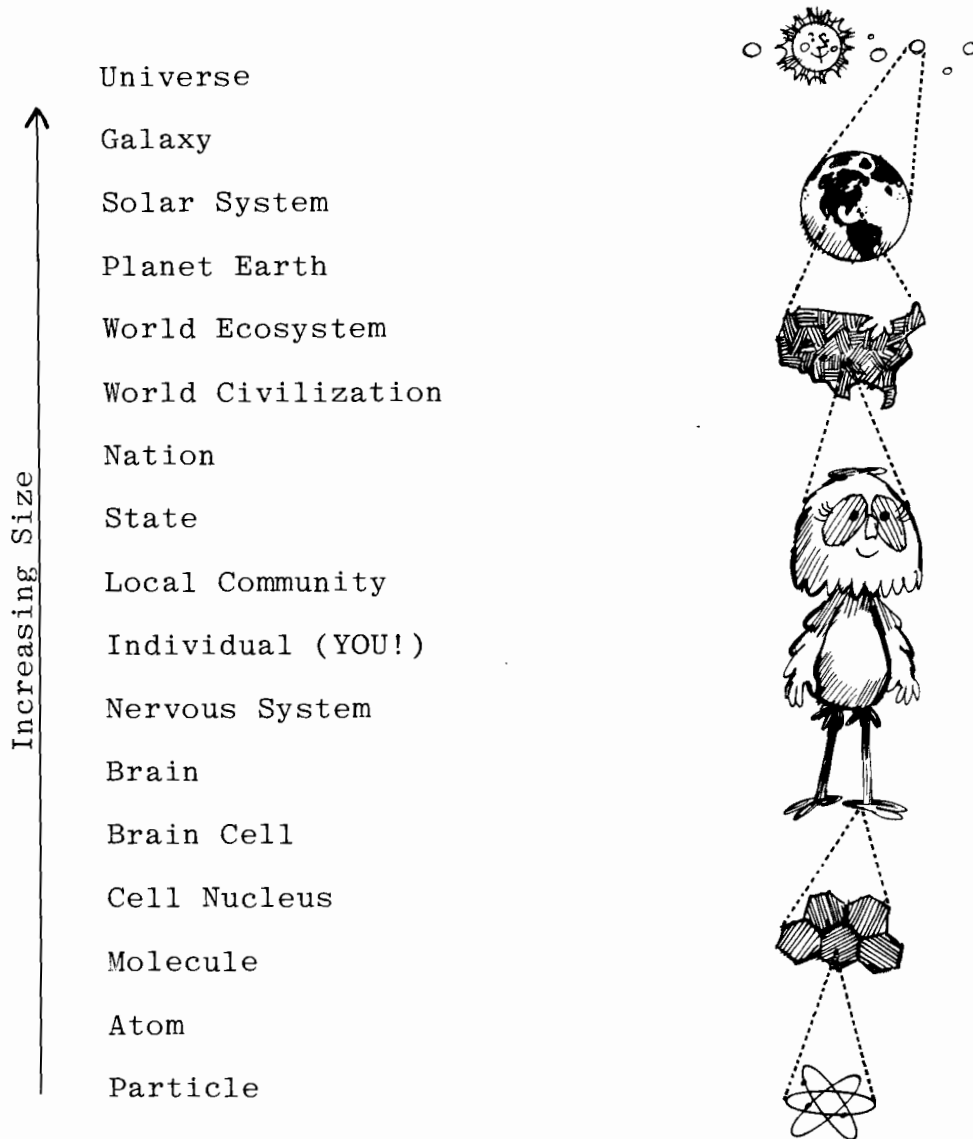 Universe
Galaxy
Solar System
Planet Earth
World Ecosystem
World Civilization
Nation
State
Local Community
Individual (YOU!)
Nervous System
Brain
Brain Cell
Cell Nucleus
Molecule
Atom
Particle
Increasing Size